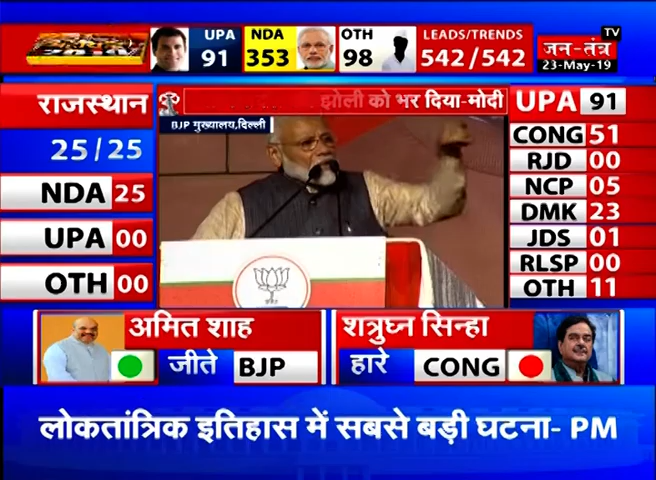 UPA 91
NDA 353
OTH 98
LEADS/TRENDS
542/542
जन-तंत्र TV
23-May-19
राजस्थान
25/25
NDA 25
UPA 00
OTH 00
झोली को भर दिया-मोदी
BJP मुख्यालय,दिल्ली
UPA 91
CONG 51
RJD 00
NCP 05
DMK 23
JDS 01
RLSP 00
OTH 11
अमित शाह
जीते BJP
शत्रुघ्न सिन्हा
हारे CONG
लोकतांत्रिक इतिहास में सबसे बड़ी घटना- PM